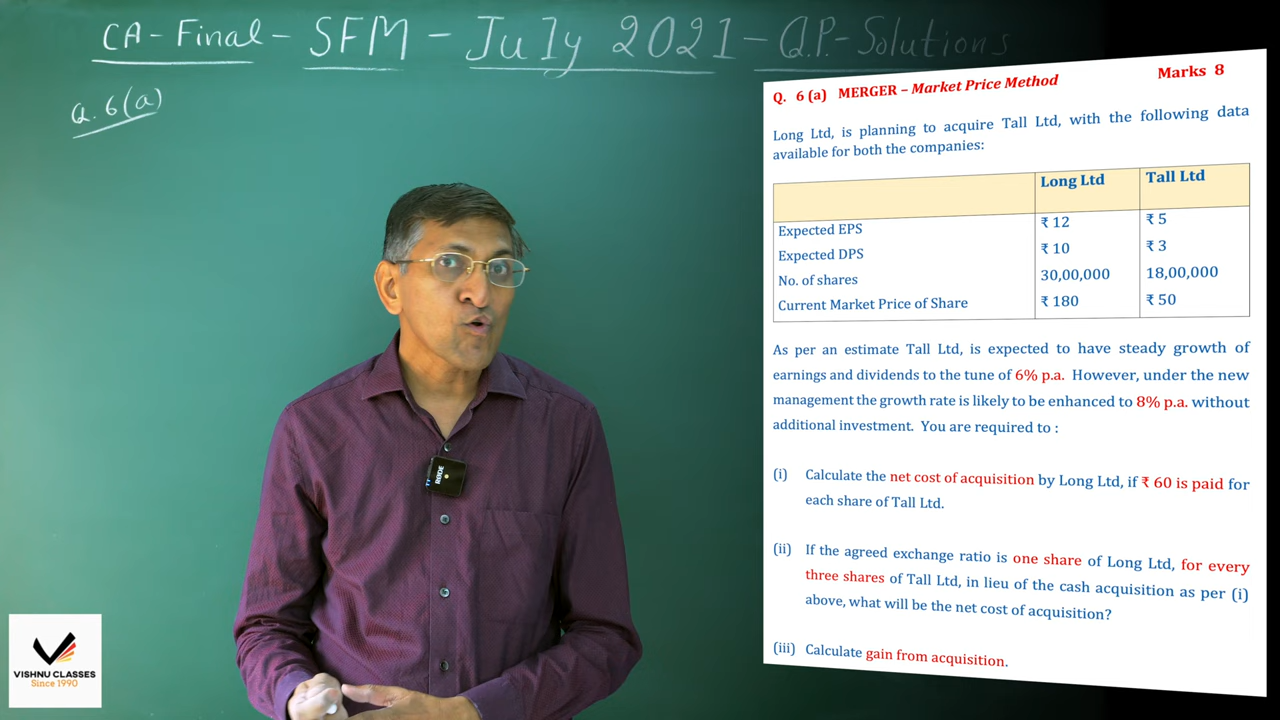 CA-Final-SFM-July 2021-Q.P.-Solutions
Q. 6(a)
Q. 6 (a) MERGER – Market Price Method Marks 8
Long Ltd, is planning to acquire Tall Ltd, with the following data
available for both the companies:
Long Ltd Tall Ltd
Expected EPS ₹ 12 ₹ 5
Expected DPS ₹ 10 ₹ 3
No. of shares 30,00,000 18,00,000
Current Market Price of Share ₹ 180 ₹ 50
As per an estimate Tall Ltd, is expected to have steady growth of
earnings and dividends to the tune of 6% p.a. However, under the new
management the growth rate is likely to be enhanced to 8% p.a. without
additional investment. You are required to :
(i) Calculate the net cost of acquisition by Long Ltd, if ₹ 60 is paid for
each share of Tall Ltd.
(ii) If the agreed exchange ratio is one share of Long Ltd, for every
three shares of Tall Ltd, in lieu of the cash acquisition as per (i)
above, what will be the net cost of acquisition?
(iii) Calculate gain from acquisition.
RODE
VISHNU CLASSES
Since 1990